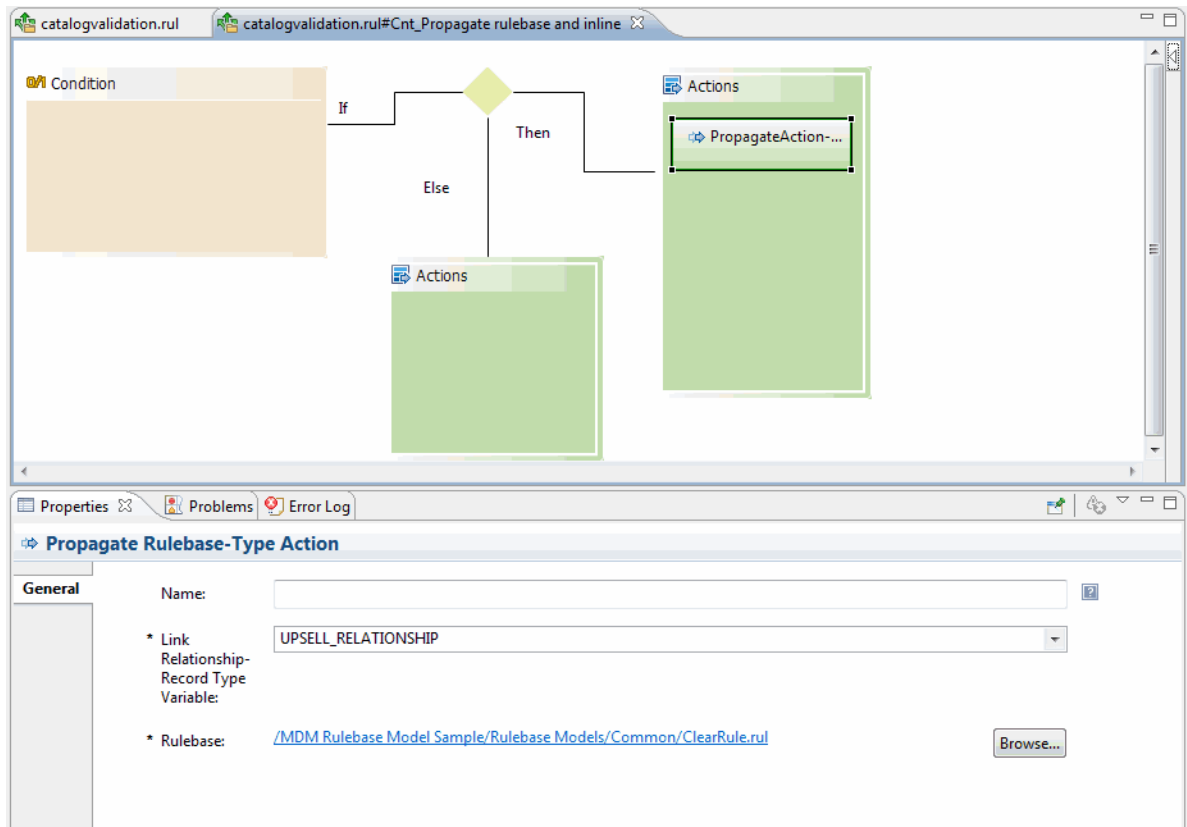 catalogvalidation.rul
catalogvalidation.rul#Cnt_Propagate rulebase and inline
Condition
If
Then
Else
Actions
PropagateAction-...
Actions
Properties
Problems
Error Log
Propagate Rulebase-Type Action
General
Name:
* Link
Relationship-
Record Type
Variable:
UPSELL_RELATIONSHIP
* Rulebase:
/MDM Rulebase Model Sample/Rulebase Models/Common/ClearRule.rul
Browse...